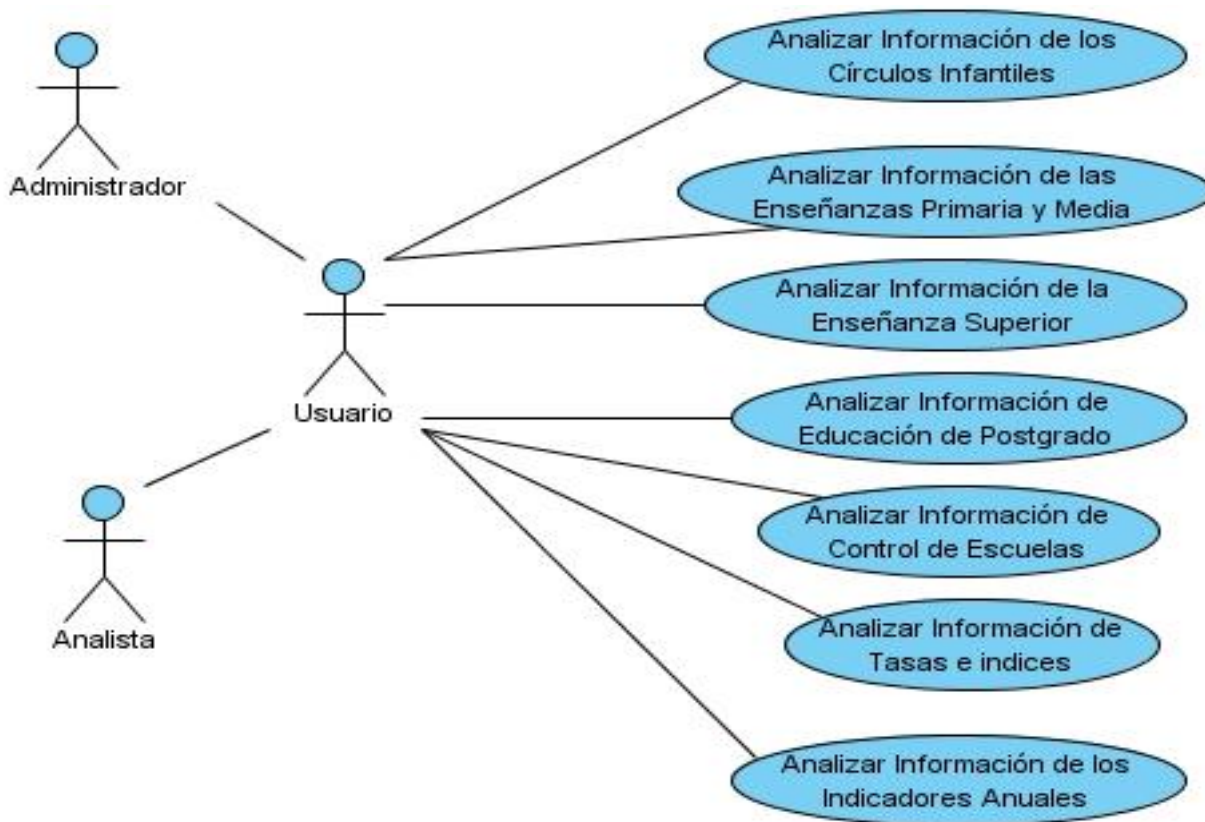 Analizar Información de los
Círculos Infantiles
Administrador
Analizar Información de las
Enseñanzas Primaria y Media
Analizar Información de la
Enseñanza Superior
Usuario
Analizar Información de
Educación de Postgrado
Analizar Información de
Control de Escuelas
Analista
Analizar Información de
Tasas e indices
Analizar Información de los
Indicadores Anuales